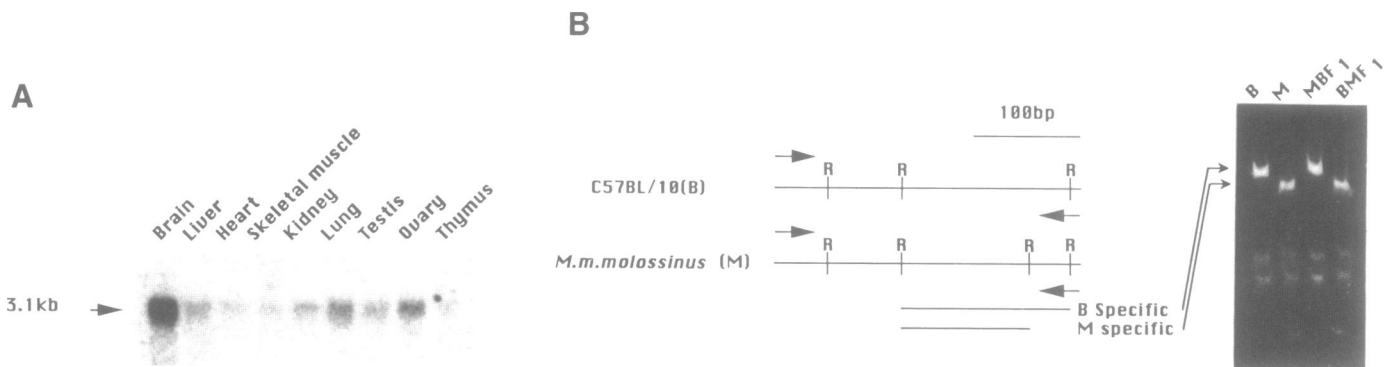 A
Brain
Liver
Heart
Skeletal muscle
Kidney
Lung
Testis
Ovary
Thymus
3.1kb
B
100bp
R R R
C57BL/10(B)
R R R R
M.m.molossinus (M)
B Specific
M specific
B
M
MBF 1
BMF 1